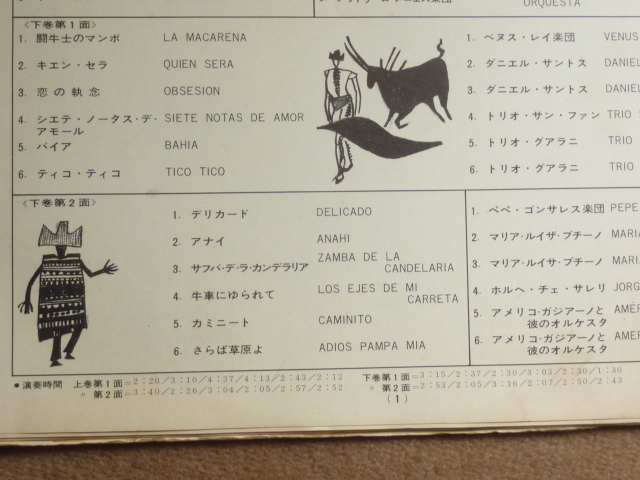 ORQUESTA
〈下巻第1面〉
1. 闘牛士のマンボ LA MACARENA
2. キエン・セラ QUIEN SERA
3. 恋の執念 OBSESION
4. シエテ・ノータス・デ・ SIETE NOTAS DE AMOR
アモール
5. バイア BAHIA
6. ティコ・ティコ TICO TICO
1. ベヌス・レイ楽団 VENUS
2. ダニエル・サントス DANIEL
3. ダニエル・サントス DANIEL
4. トリオ・サン・ファン TRIO
5. トリオ・グアラニ TRIO
6. トリオ・グアラニ TRIO
〈下巻第2面〉
1. デリカード DELICADO
2. アナイ ANAHI
3. サフバ・デ・ラ・カンデラリア ZAMBA DE LA
CANDELARIA
4. 牛車にゆられて LOS EJES DE MI
CARRETA
5. カミニート CAMINITO
6. さらば草原よ ADIOS PAMPA MIA
1. ペペ・ゴンサレス楽団 PEPE
2. マリア・ルイザ・ブチーノ MARIA
3. マリア・ルイサ・ブチーノ
4. ホルヘ・チェ・サレリ JORG
5. アメリコ・ガジアーノと AMER
彼のオルケスタ
6. アメリコ・ガジアーノと AMER
彼のオルケスタ
●演奏時間 上巻第1面=2:20/3:10/4:37/4:13/2:43/2:12
〃 第2面=3:40/2:26/3:04/2:05/2:57/2:52
下巻第1面=3:15/2:37/2:30/3:03/2:30/1:30
〃 第2面=2:53/2:05/3:16/2:07/2:50/2:43
(1)